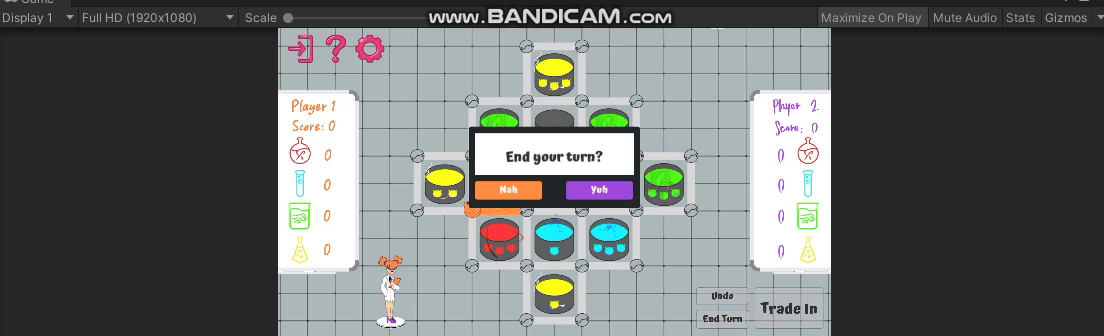 Game
Display 1
Full HD (1920x1080)
Scale
www.BANDICAM.com
Maximize On Play
Mute Audio
Stats
Gizmos
?
Player 1
Score: 0
0
0
0
0
Player 2
Score: 0
0
0
0
0
End your turn?
Nah
Yuh
Undo
End Turn
Trade In